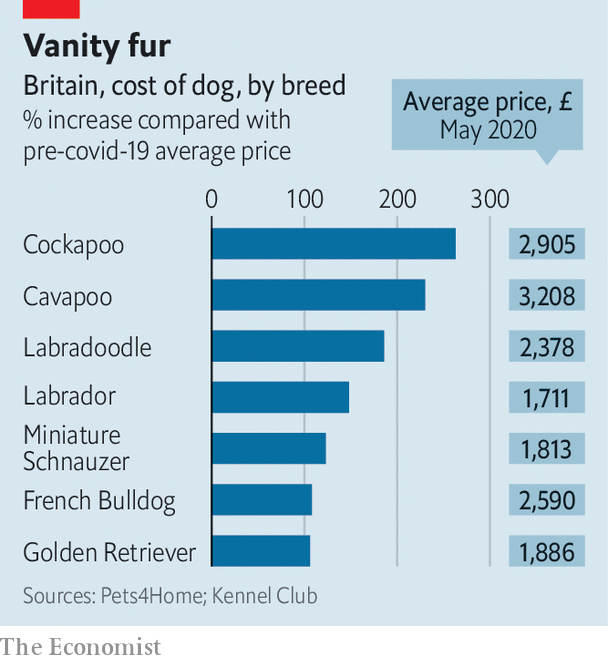 Vanity fur
Britain, cost of dog, by breed
% increase compared with
pre-covid-19 average price
Average price, £
May 2020
0 100 200 300
Cockapoo 2,905
Cavapoo 3,208
Labradoodle 2,378
Labrador 1,711
Miniature
Schnauzer 1,813
French Bulldog 2,590
Golden Retriever 1,886
Sources: Pets4Home; Kennel Club
The Economist